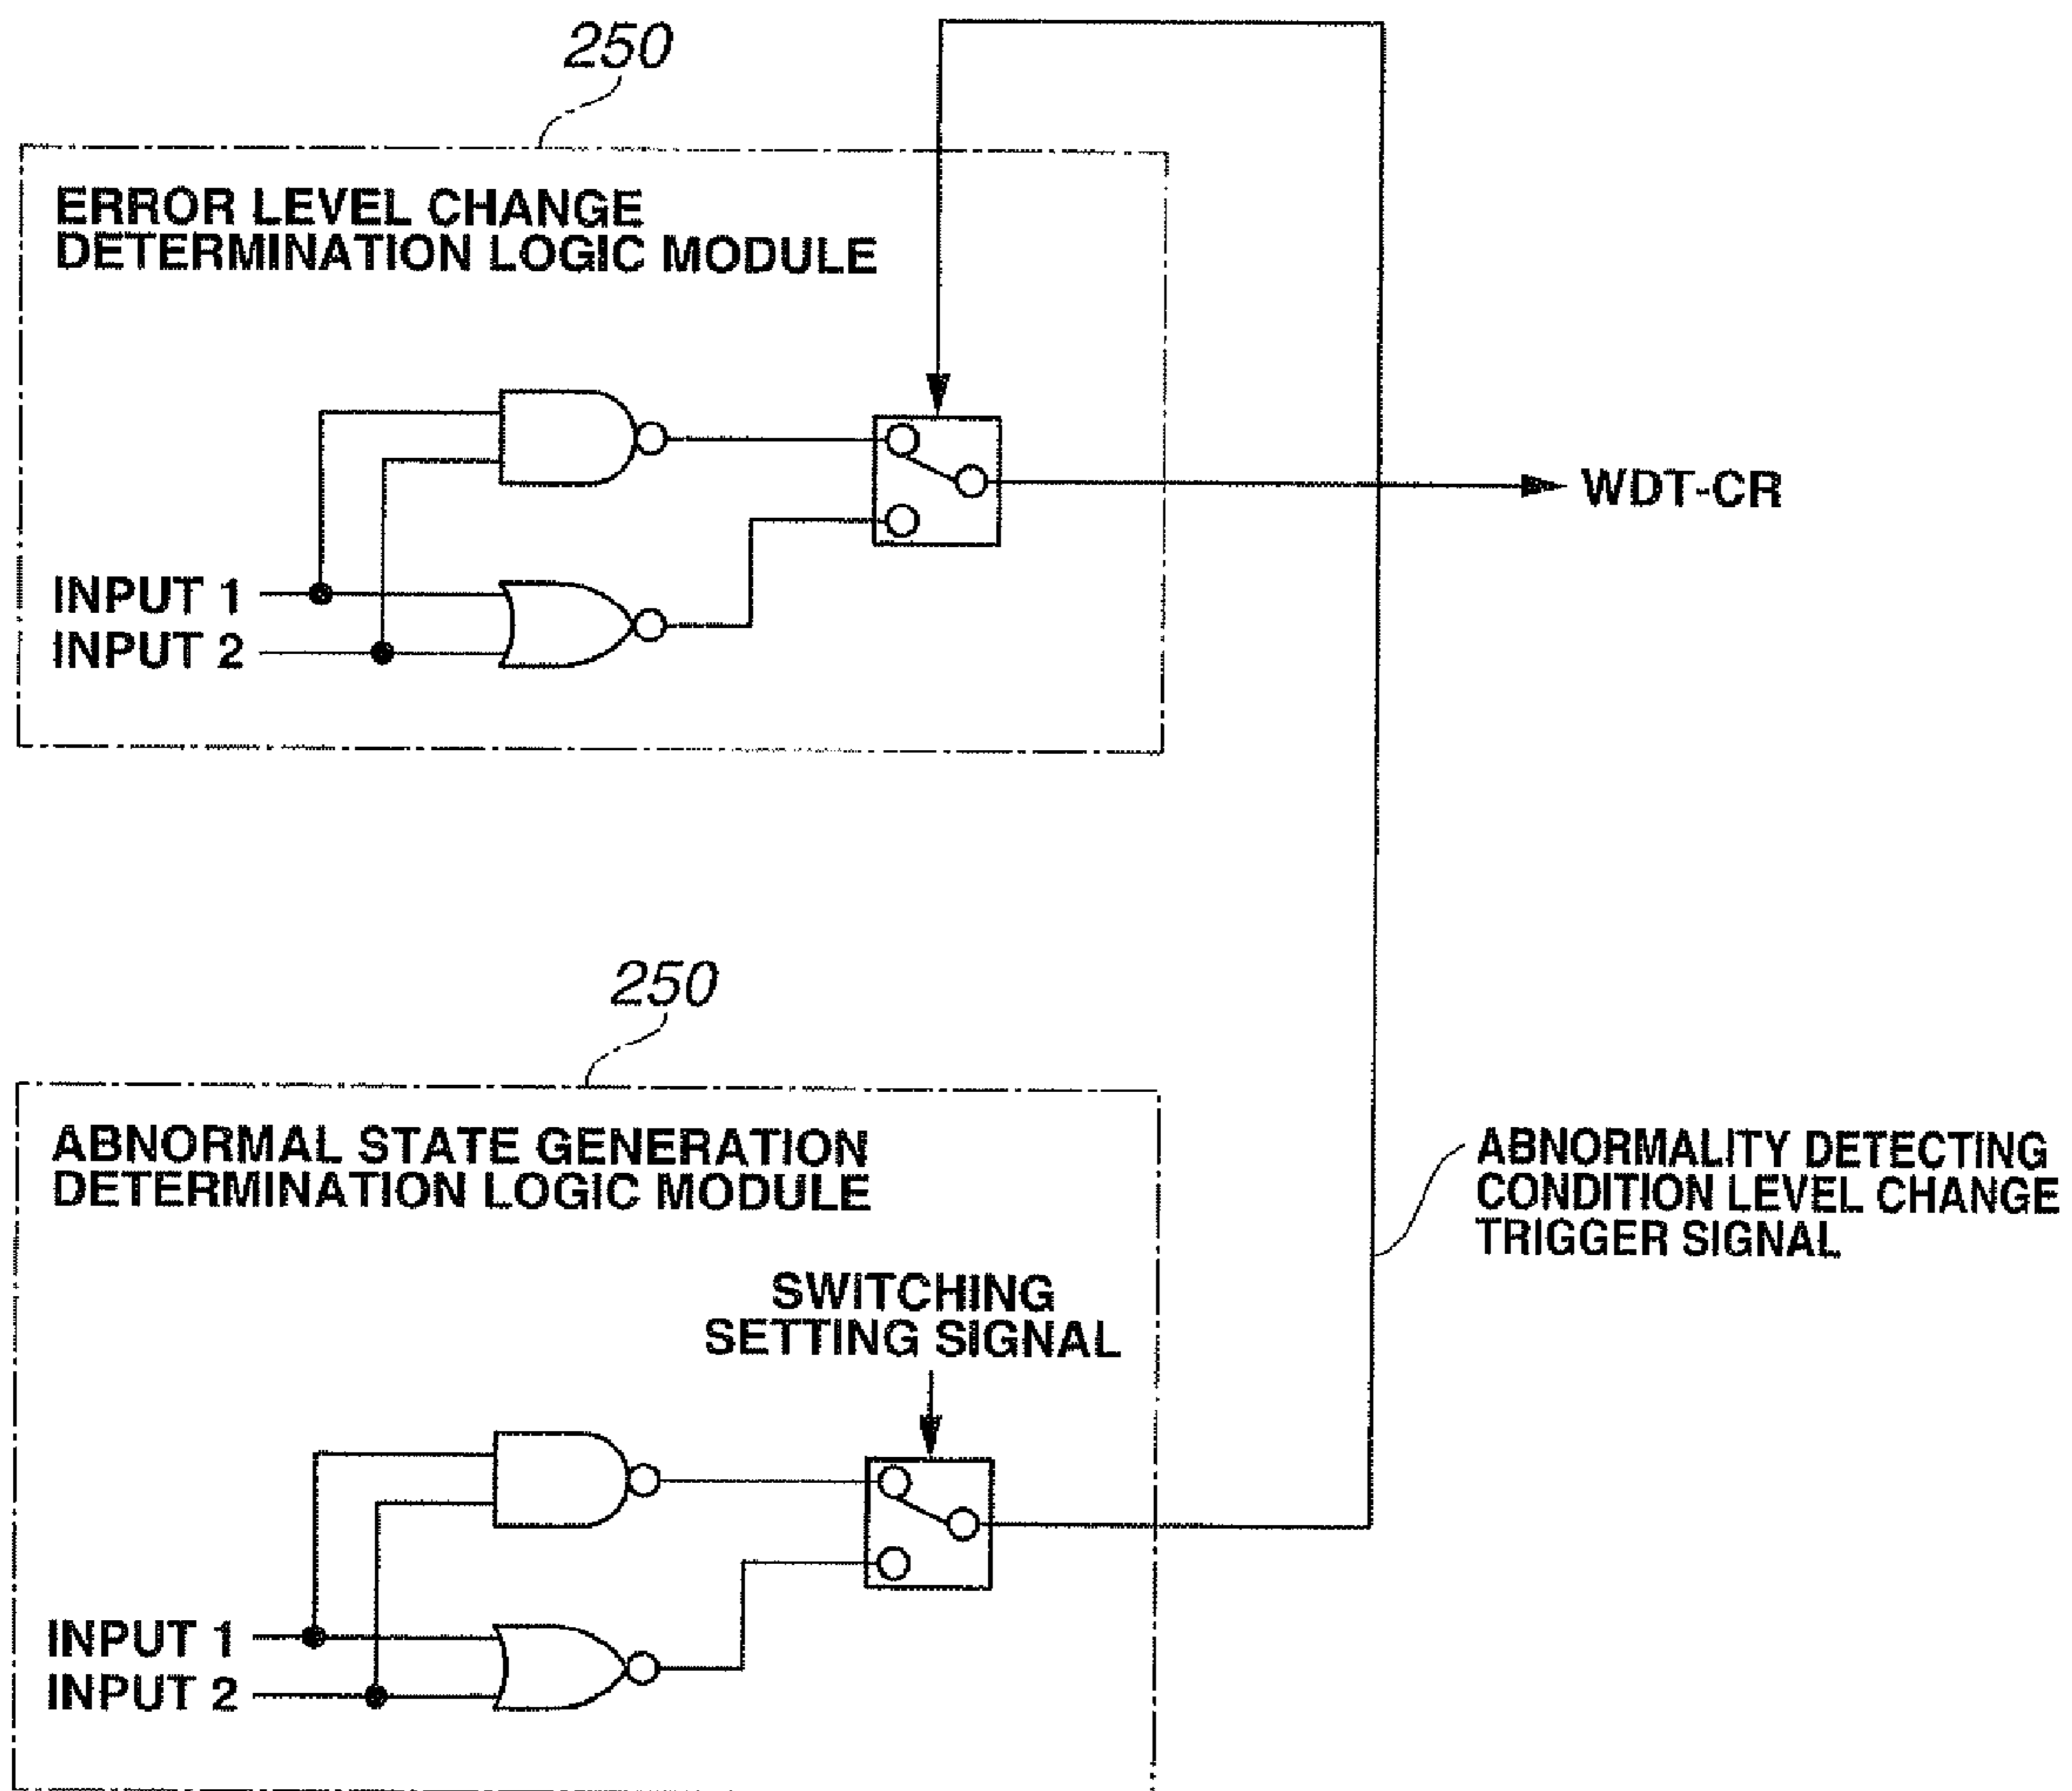 250
ERROR LEVEL CHANGE
DETERMINATION LOGIC MODULE
INPUT 1
INPUT 2
WDT-CR
250
ABNORMAL STATE GENERATION
DETERMINATION LOGIC MODULE
SWITCHING
SETTING SIGNAL
INPUT 1
INPUT 2
ABNORMALITY DETECTING
CONDITION LEVEL CHANGE
TRIGGER SIGNAL